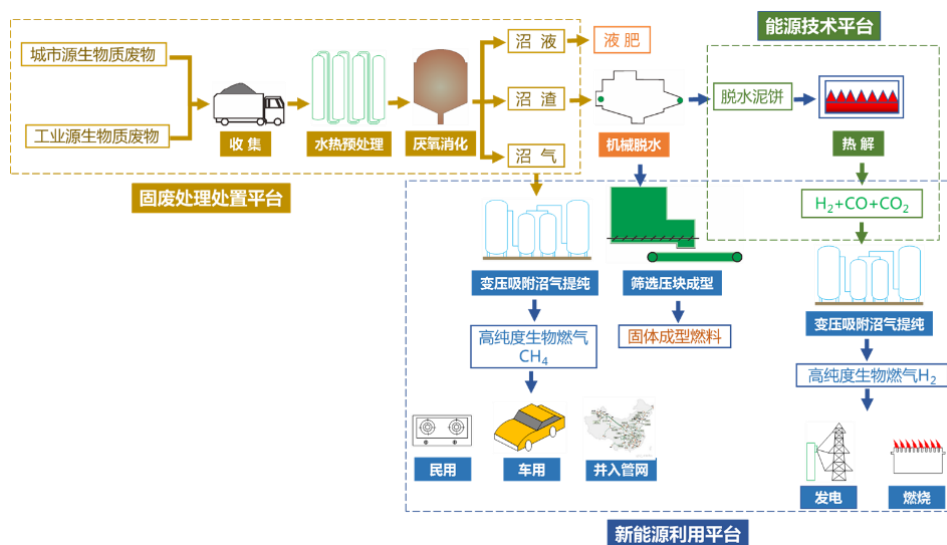 能源技术平台
城市源生物质废物
工业源生物质废物
收集
水热预处理
厌氧消化
沼液
液肥
沼渣
沼气
机械脱水
脱水泥饼
热解
固废处理处置平台
H₂+CO+CO₂
变压吸附沼气提纯
筛选压块成型
变压吸附沼气提纯
高纯度生物燃气
CH₄
固体成型燃料
高纯度生物燃气H₂
民用
车用
并入管网
发电
燃烧
新能源利用平台